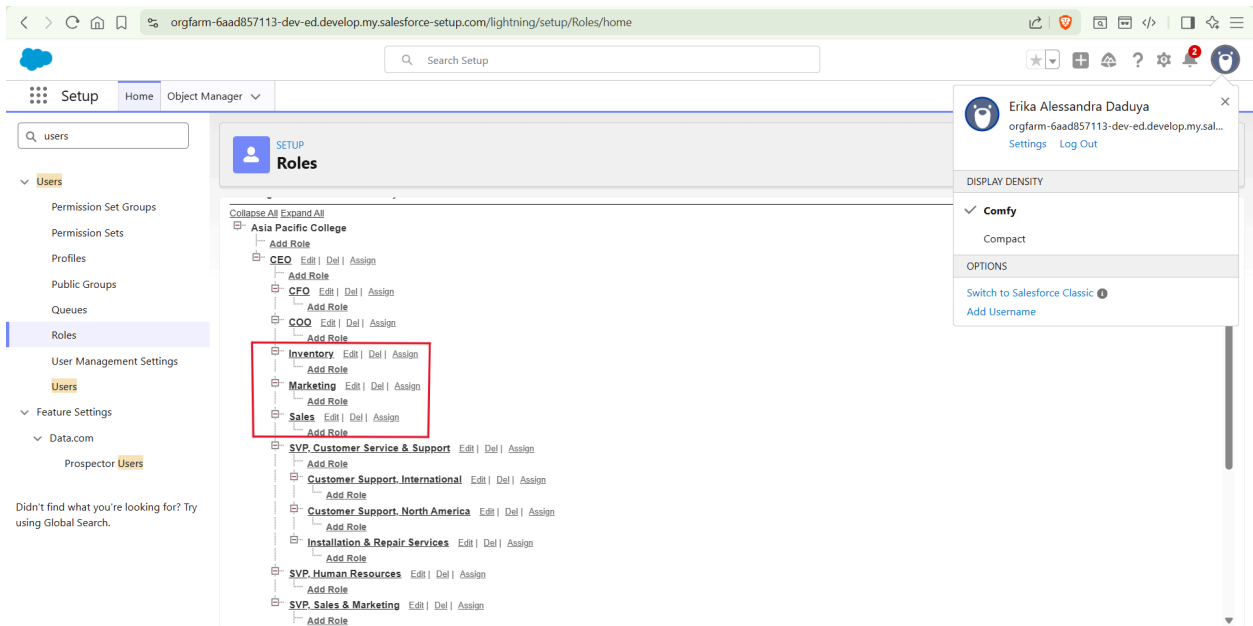 orgfarm-6aad857113-dev-ed.develop.my.salesforce-setup.com/lightning/setup/Roles/home
Search Setup
2
Setup
Home
Object Manager
users
Users
Permission Set Groups
Permission Sets
Profiles
Public Groups
Queues
Roles
User Management Settings
Users
Feature Settings
Data.com
Prospector Users
Didn't find what you're looking for? Try
using Global Search.
SETUP
Roles
Collapse All Expand All
Asia Pacific College
Add Role
CEO Edit | Del | Assign
Add Role
CFO Edit | Del | Assign
Add Role
COO Edit | Del | Assign
Add Role
Inventory Edit | Del | Assign
Add Role
Marketing Edit | Del | Assign
Add Role
Sales Edit | Del | Assign
Add Role
SVP, Customer Service & Support Edit | Del | Assign
Add Role
Customer Support, International Edit | Del | Assign
Add Role
Customer Support, North America Edit | Del | Assign
Add Role
Installation & Repair Services Edit | Del | Assign
Add Role
SVP, Human Resources Edit | Del | Assign
Add Role
SVP, Sales & Marketing Edit | Del | Assign
Add Role
Erika Alessandra Daduya
orgfarm-6aad857113-dev-ed.develop.my.sal...
Settings Log Out
DISPLAY DENSITY
Comfy
Compact
OPTIONS
Switch to Salesforce Classic
Add Username